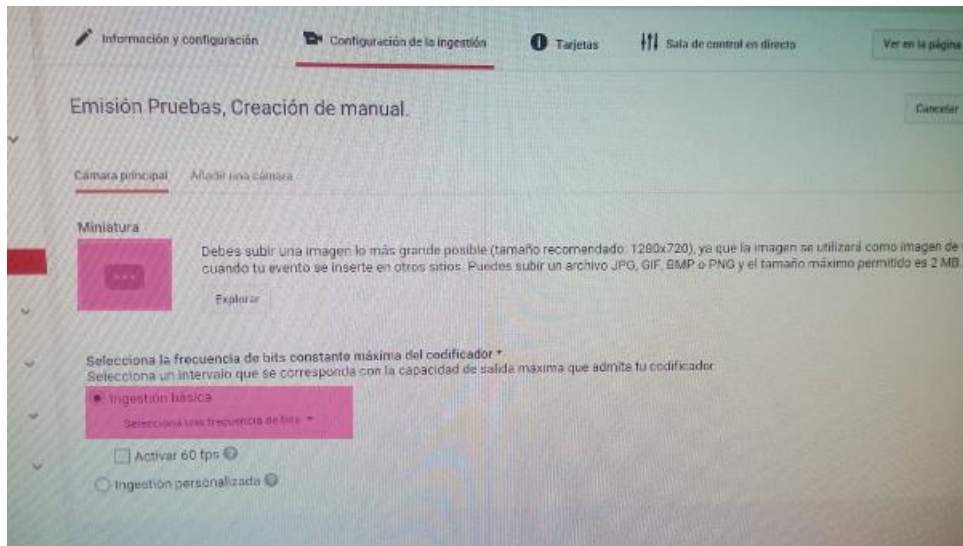 Información y configuración
Configuración de la ingestión
Tarjetas
Sala de control en directo
Ver en la página
Emisión Pruebas, Creación de manual.
Cancelar
Cámara principal
Añadir una cámara
Miniatura
Debes subir una imagen lo más grande posible (tamaño recomendado: 1280x720), ya que la imagen se utilizará como imagen de
cuando tu evento se inserte en otros sitios. Puedes subir un archivo JPG, GIF, BMP o PNG y el tamaño máximo permitido es 2 MB.
Explorar
Selecciona la frecuencia de bits constante máxima del codificador *
Selecciona un intervalo que se corresponda con la capacidad de salida máxima que admite tu codificador
Ingestión básica
Selecciona una frecuencia de bits
Activar 60 fps
Ingestión personalizada